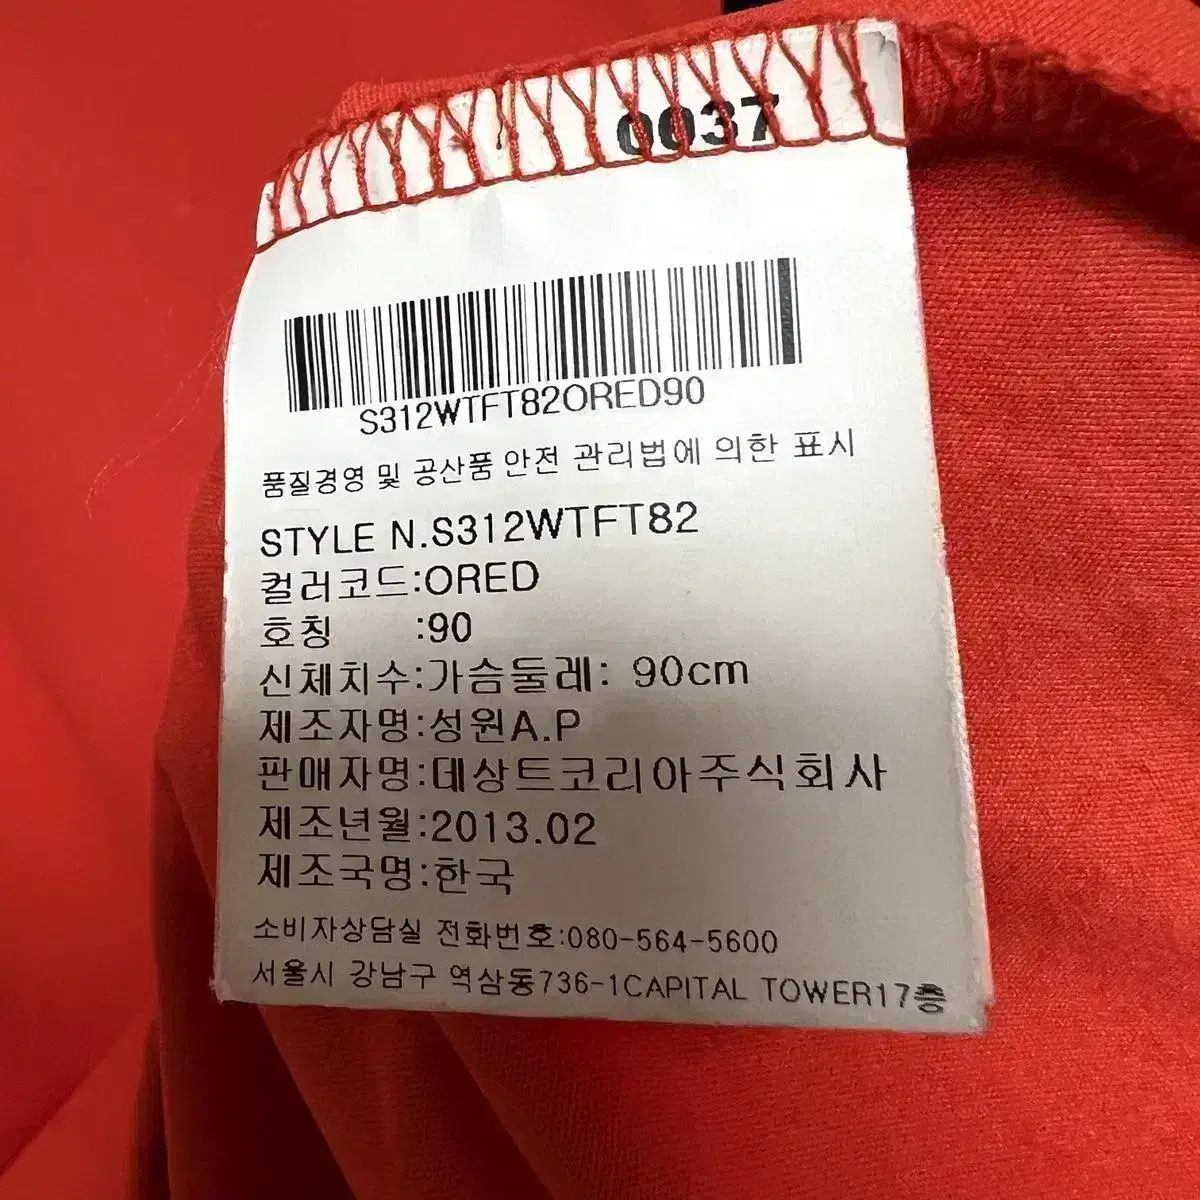 0037
S312WTFT82ORED90
품질경영 및 공산품 안전 관리법에 의한 표시
STYLE N.S312WTFT82
컬러코드:ORED
호칭 :90
신체치수:가슴둘레: 90cm
제조자명:성원A.P
판매자명:데상트코리아주식회사
제조년월:2013.02
제조국명:한국
소비자상담실 전화번호:080-564-5600
서울시 강남구 역삼동736-1CAPITAL TOWER17층